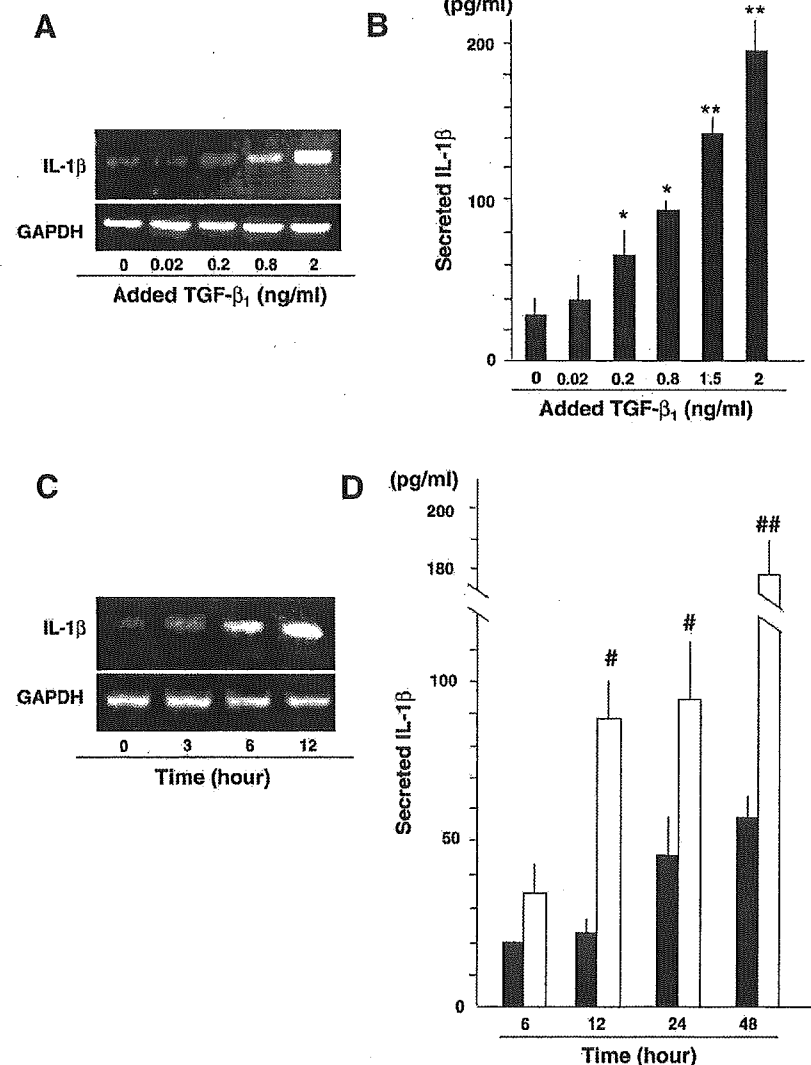 A
IL-1β
GAPDH
0 0.02 0.2 0.8 2
Added TGF-β₁ (ng/ml)
B
(pg/ml)
**
200
**
Secreted IL-1β
*
100
*
0
0 0.02 0.2 0.8 1.5 2
Added TGF-β₁ (ng/ml)
C
IL-1β
GAPDH
0 3 6 12
Time (hour)
D
(pg/ml)
200
##
180
#
#
100
Secreted IL-1β
50
0
6 12 24 48
Time (hour)